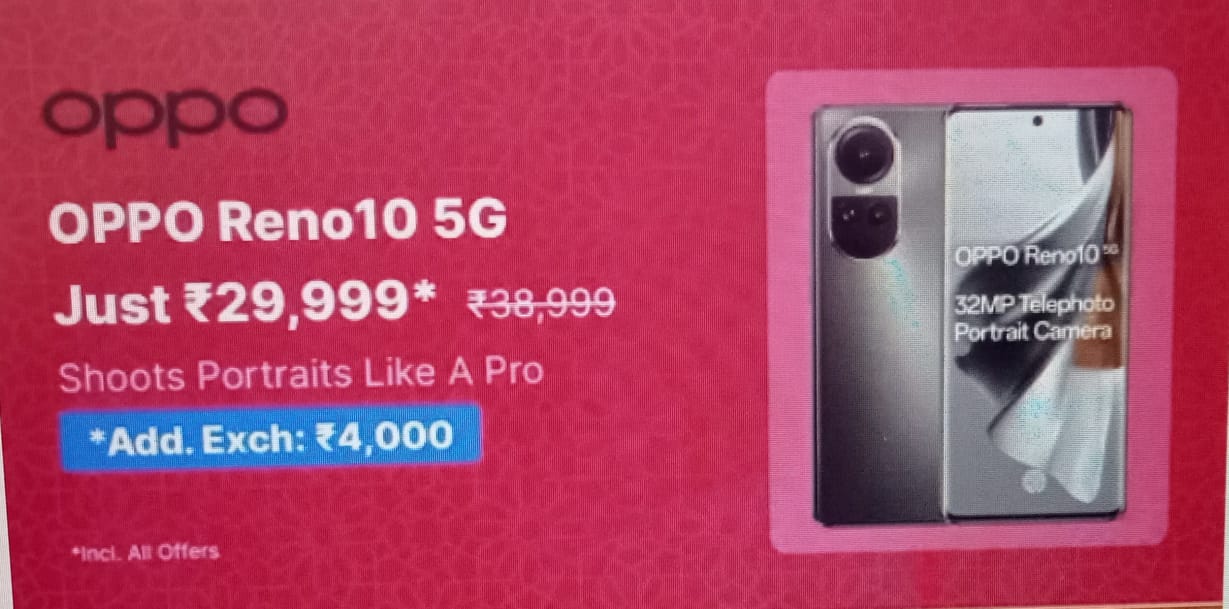 oppo
OPPO Reno10 5G
Just ₹29,999* ₹38,999
Shoots Portraits Like A Pro
*Add. Exch: ₹4,000
*Incl. All Offers
OPPO Reno10 5G
32MP Telephoto
Portrait Camera